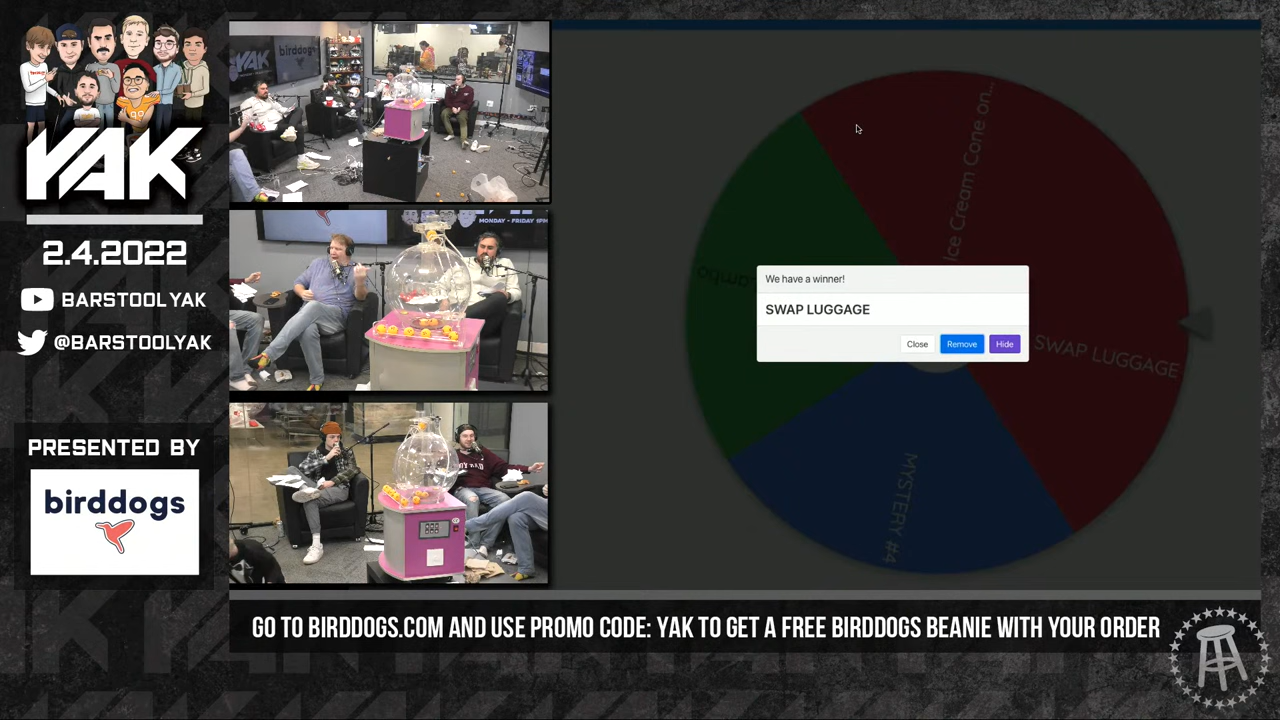 YAK
2.4.2022
BARSTOOLYAK
@BARSTOOLYAK
PRESENTED BY
birddogs
YAK
birddogs
MONDAY - FRIDAY 1PM
Ice Cream Cone on...
We have a winner!
SWAP LUGGAGE
Close
Remove
Hide
SWAP LUGGAGE
MYSTERY #4
GO TO BIRDDOGS.COM AND USE PROMO CODE: YAK TO GET A FREE BIRDDOGS BEANIE WITH YOUR ORDER